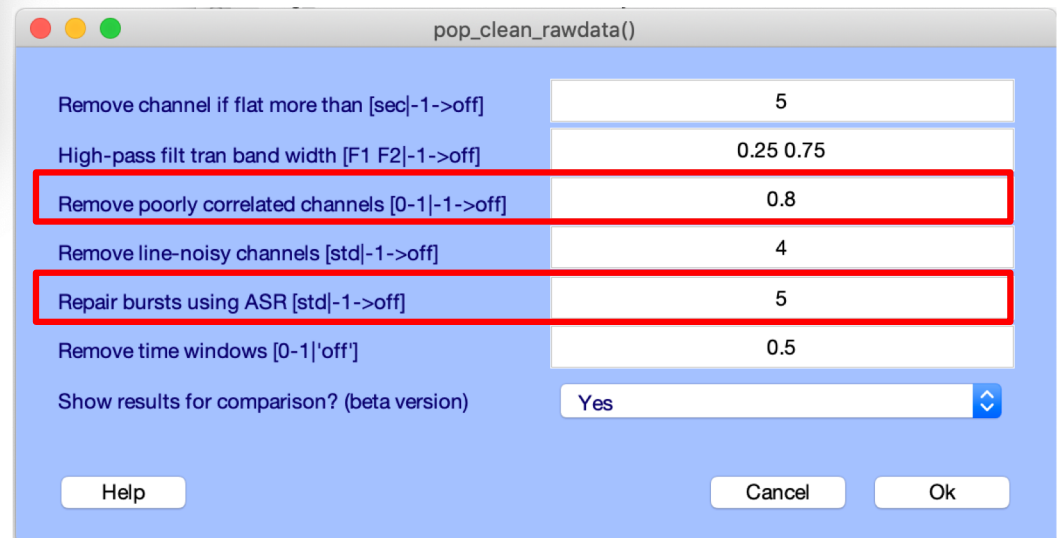 pop_clean_rawdata()
Remove channel if flat more than [sec|-1->off] 5
High-pass filt tran band width [F1 F2|-1->off] 0.25 0.75
Remove poorly correlated channels [0-1|-1->off] 0.8
Remove line-noisy channels [std|-1->off] 4
Repair bursts using ASR [std|-1->off] 5
Remove time windows [0-1|'off'] 0.5
Show results for comparison? (beta version) Yes
Help Cancel Ok